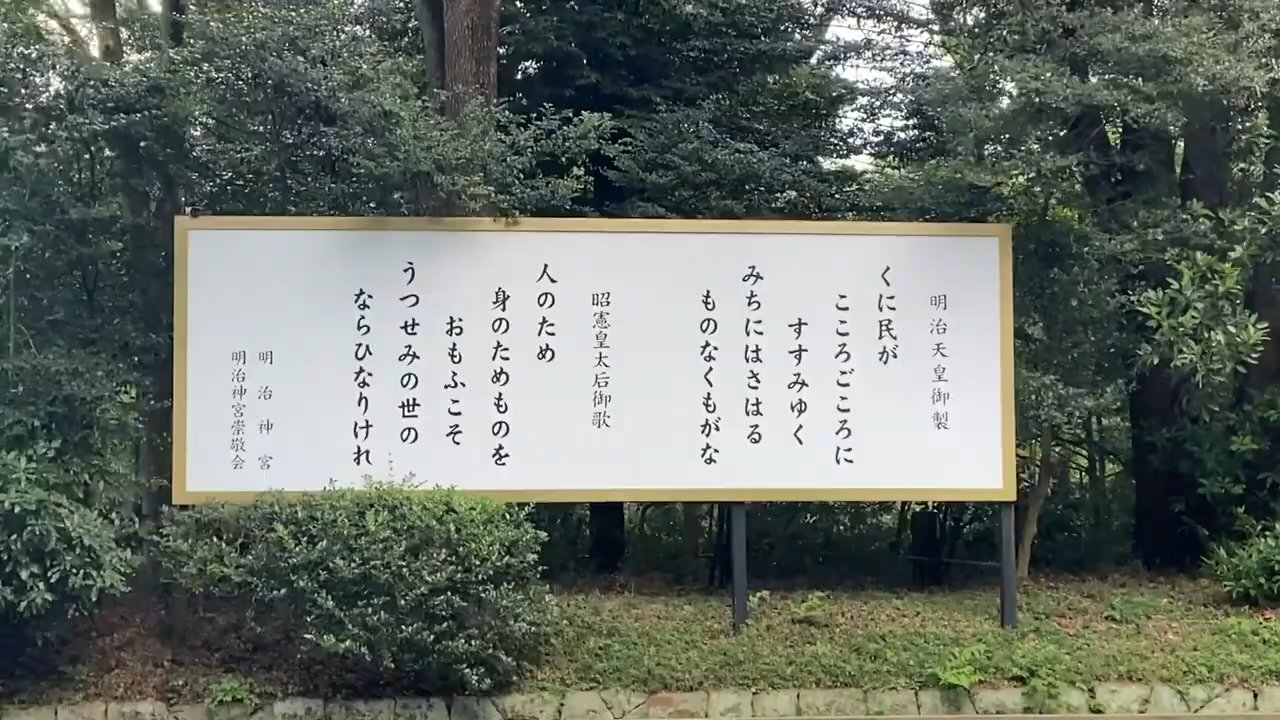 明治天皇御製
くに民が
こころごころに
すすみゆく
みちにはさはる
ものなくもがな
昭憲皇太后御歌
人のため
身のためものを
おもふこそ
うつせみの世の
ならひなりけれ
明治神宮
明治神宮崇敬会